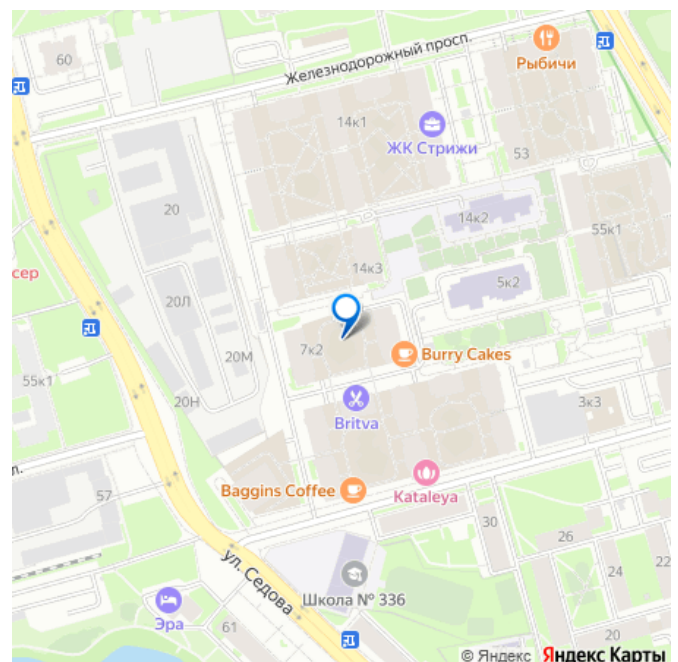 60
Железнодорожный просп.
Рыбичи
14к1
ЖК Стрижи
53
20
14к2
55к1
сер
14к3
5к2
20Л
7к2
20М
Burry Cakes
55к1
20Н
Britva
3к3
л.
Baggins Coffee
Kataleya
57
30
26
ул. Седова
24
22
Школа № 336
Эра
61
20
© Яндекс Яндекс Карты